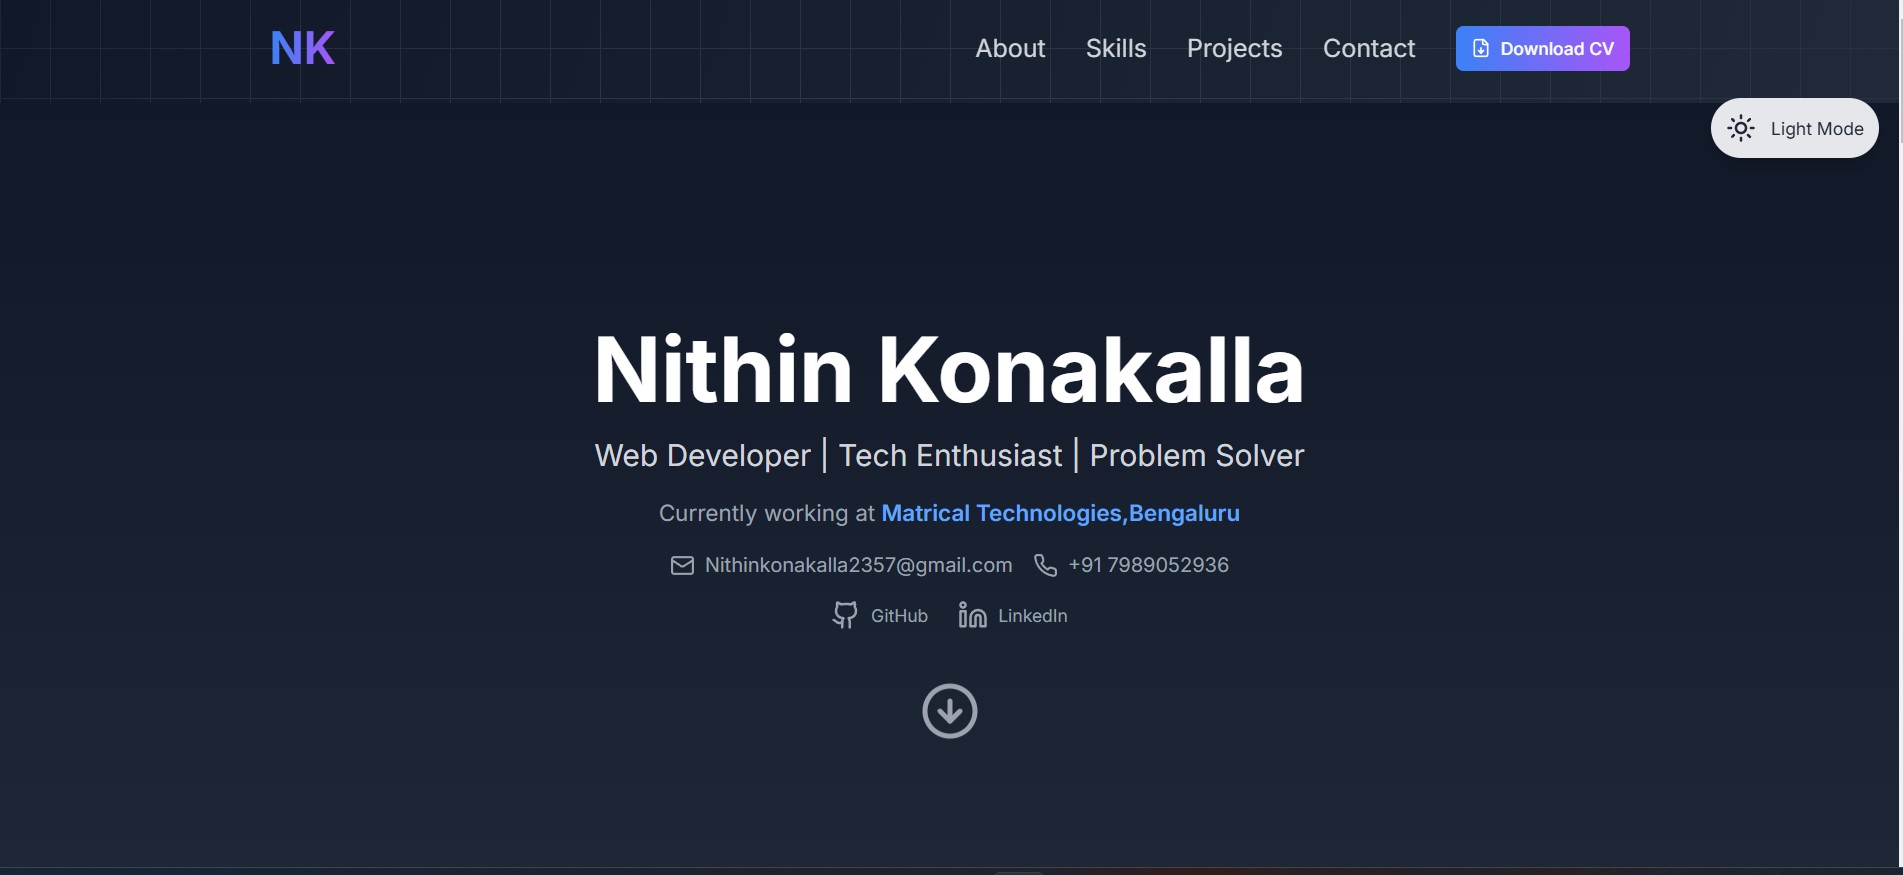 NK
About Skills Projects Contact Download CV
Light Mode
Nithin Konakalla
Web Developer | Tech Enthusiast | Problem Solver
Currently working at Matrical Technologies,Bengaluru
Nithinkonakalla2357@gmail.com +91 7989052936
GitHub LinkedIn